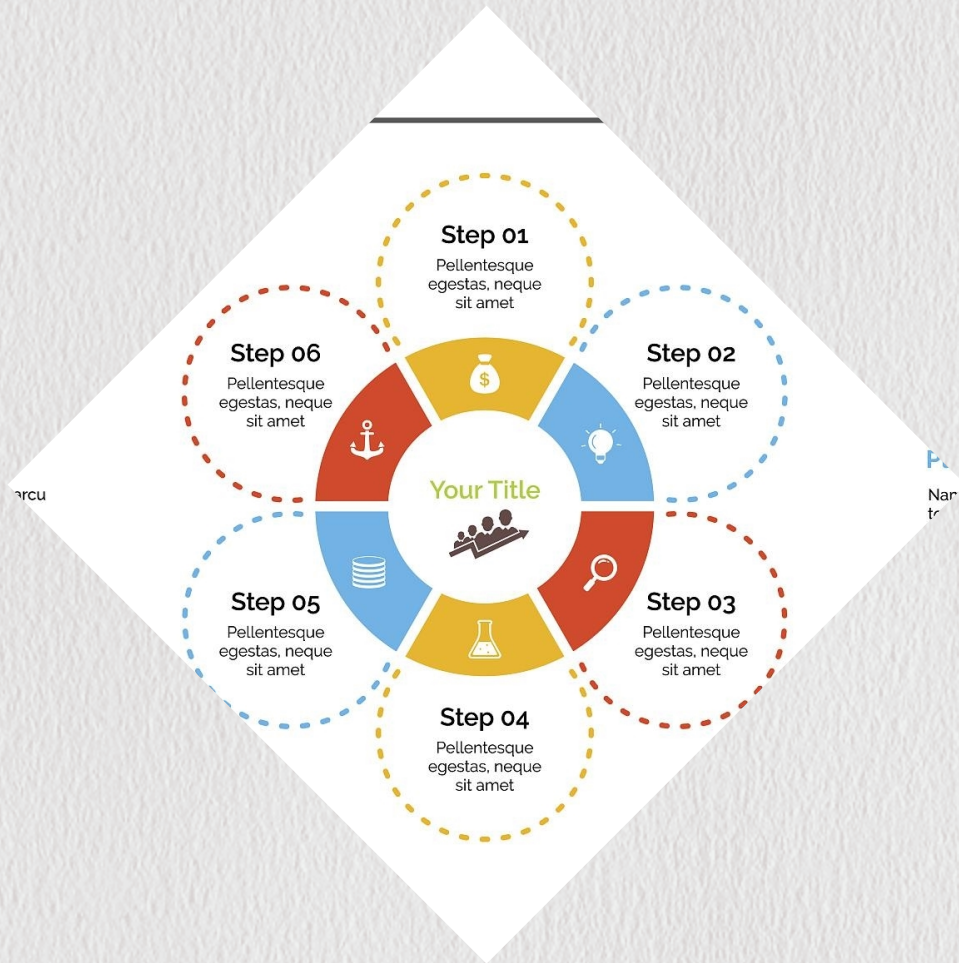 Step 01
Pellentesque
egestas, neque
sit amet
Step 02
Pellentesque
egestas, neque
sit amet
Step 03
Pellentesque
egestas, neque
sit amet
Step 04
Pellentesque
egestas, neque
sit amet
Step 05
Pellentesque
egestas, neque
sit amet
Step 06
Pellentesque
egestas, neque
sit amet
Your Title
$